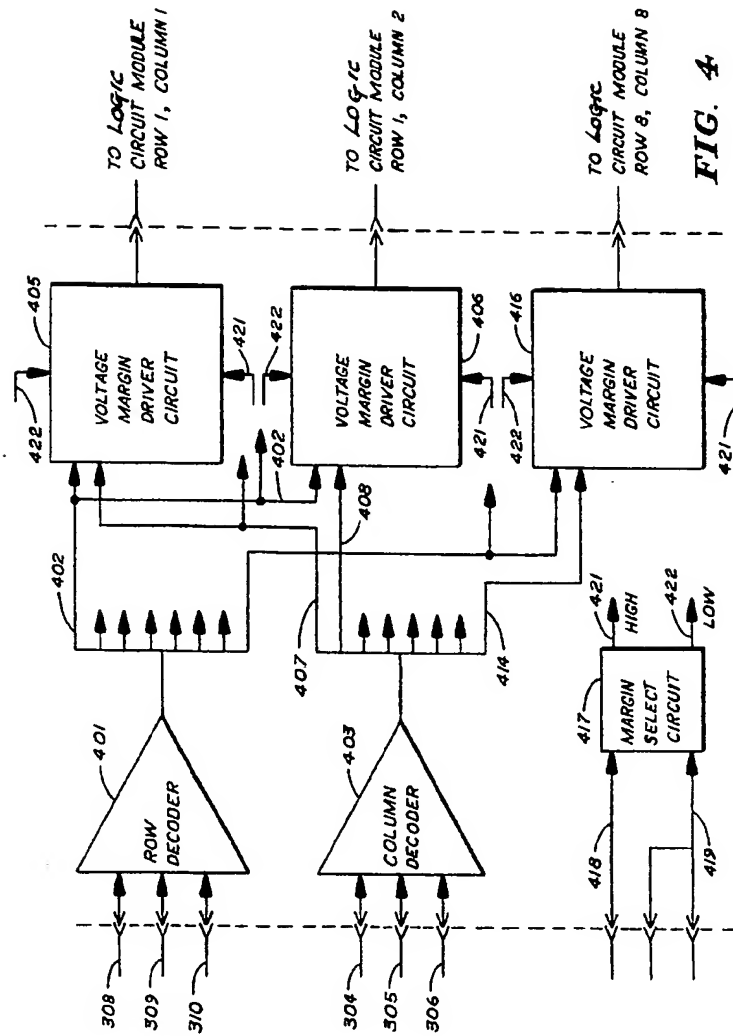 308
309
310
401
ROW
DECODER
402
304
305
306
403
COLUMN
DECODER
407
408
414
402
422
405
VOLTAGE
MARGIN
DRIVER
CIRCUIT
421
TO LOGIC
CIRCUIT MODULE
ROW 1, COLUMN 1
422
406
VOLTAGE
MARGIN
DRIVER
CIRCUIT
421
TO LOGIC
CIRCUIT MODULE
ROW 1, COLUMN 2
422
416
VOLTAGE
MARGIN
DRIVER
CIRCUIT
421
TO LOGIC
CIRCUIT MODULE
ROW 8, COLUMN 8
418
419
417
MARGIN
SELECT
CIRCUIT
421
HIGH
422
LOW
FIG. 4